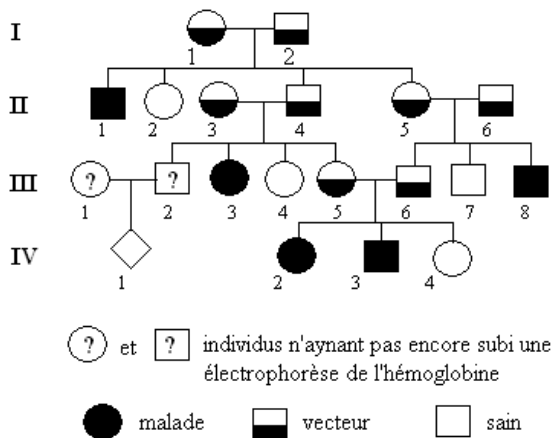 I
1 2
II
1 2 3 4 5 6
III
? ?
1 2 3 4 5 6 7 8
IV
1 2 3 4
? et ? individus n'aynant pas encore subi une
électrophorèse de l'hémoglobine
malade vecteur sain